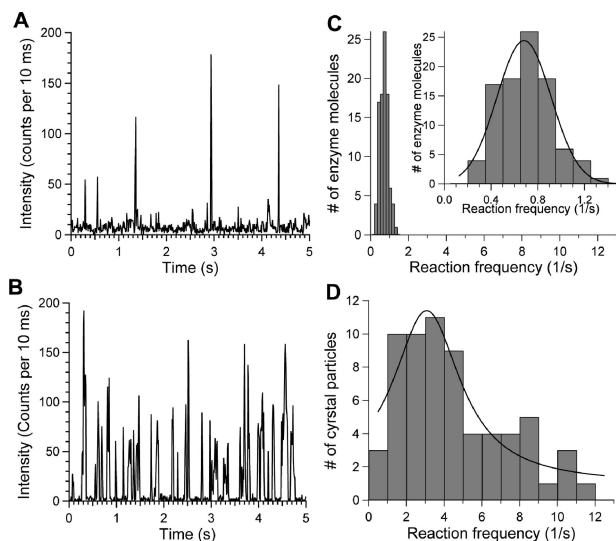 A
200
150
100
50
0
Intensity (counts per 10 ms)
0 1 2 3 4 5
Time (s)
B
200
150
100
50
0
Intensity (Counts per 10 ms)
0 1 2 3 4 5
Time (s)
C
25
20
15
10
5
0
# of enzyme molecules
0 2 4 6 8 10 12
Reaction frequency (1/s)
25
20
15
10
5
0
# of enzyme molecules
0.0 0.4 0.8 1.2
Reaction frequency (1/s)
D
12
10
8
6
4
2
0
# of cyrstal particles
0 2 4 6 8 10 12
Reaction frequency (1/s)